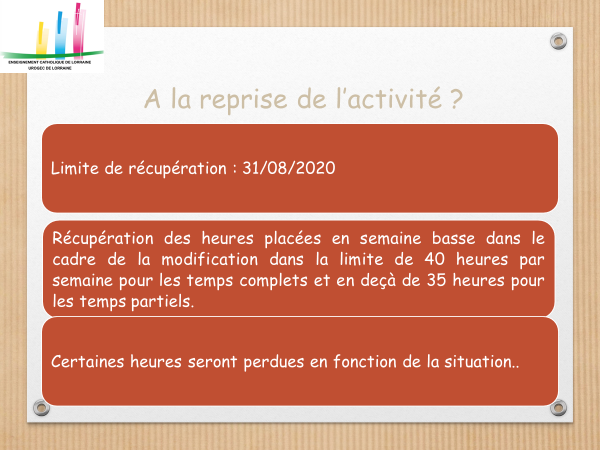 ENSEIGNEMENT CATHOLIQUE DE LORRAINE
UROGEC DE LORRAINE
A la reprise de l'activité ?
Limite de récupération : 31/08/2020
Récupération des heures placées en semaine basse dans le
cadre de la modification dans la limite de 40 heures par
semaine pour les temps complets et en deçà de 35 heures pour
les temps partiels.
Certaines heures seront perdues en fonction de la situation..